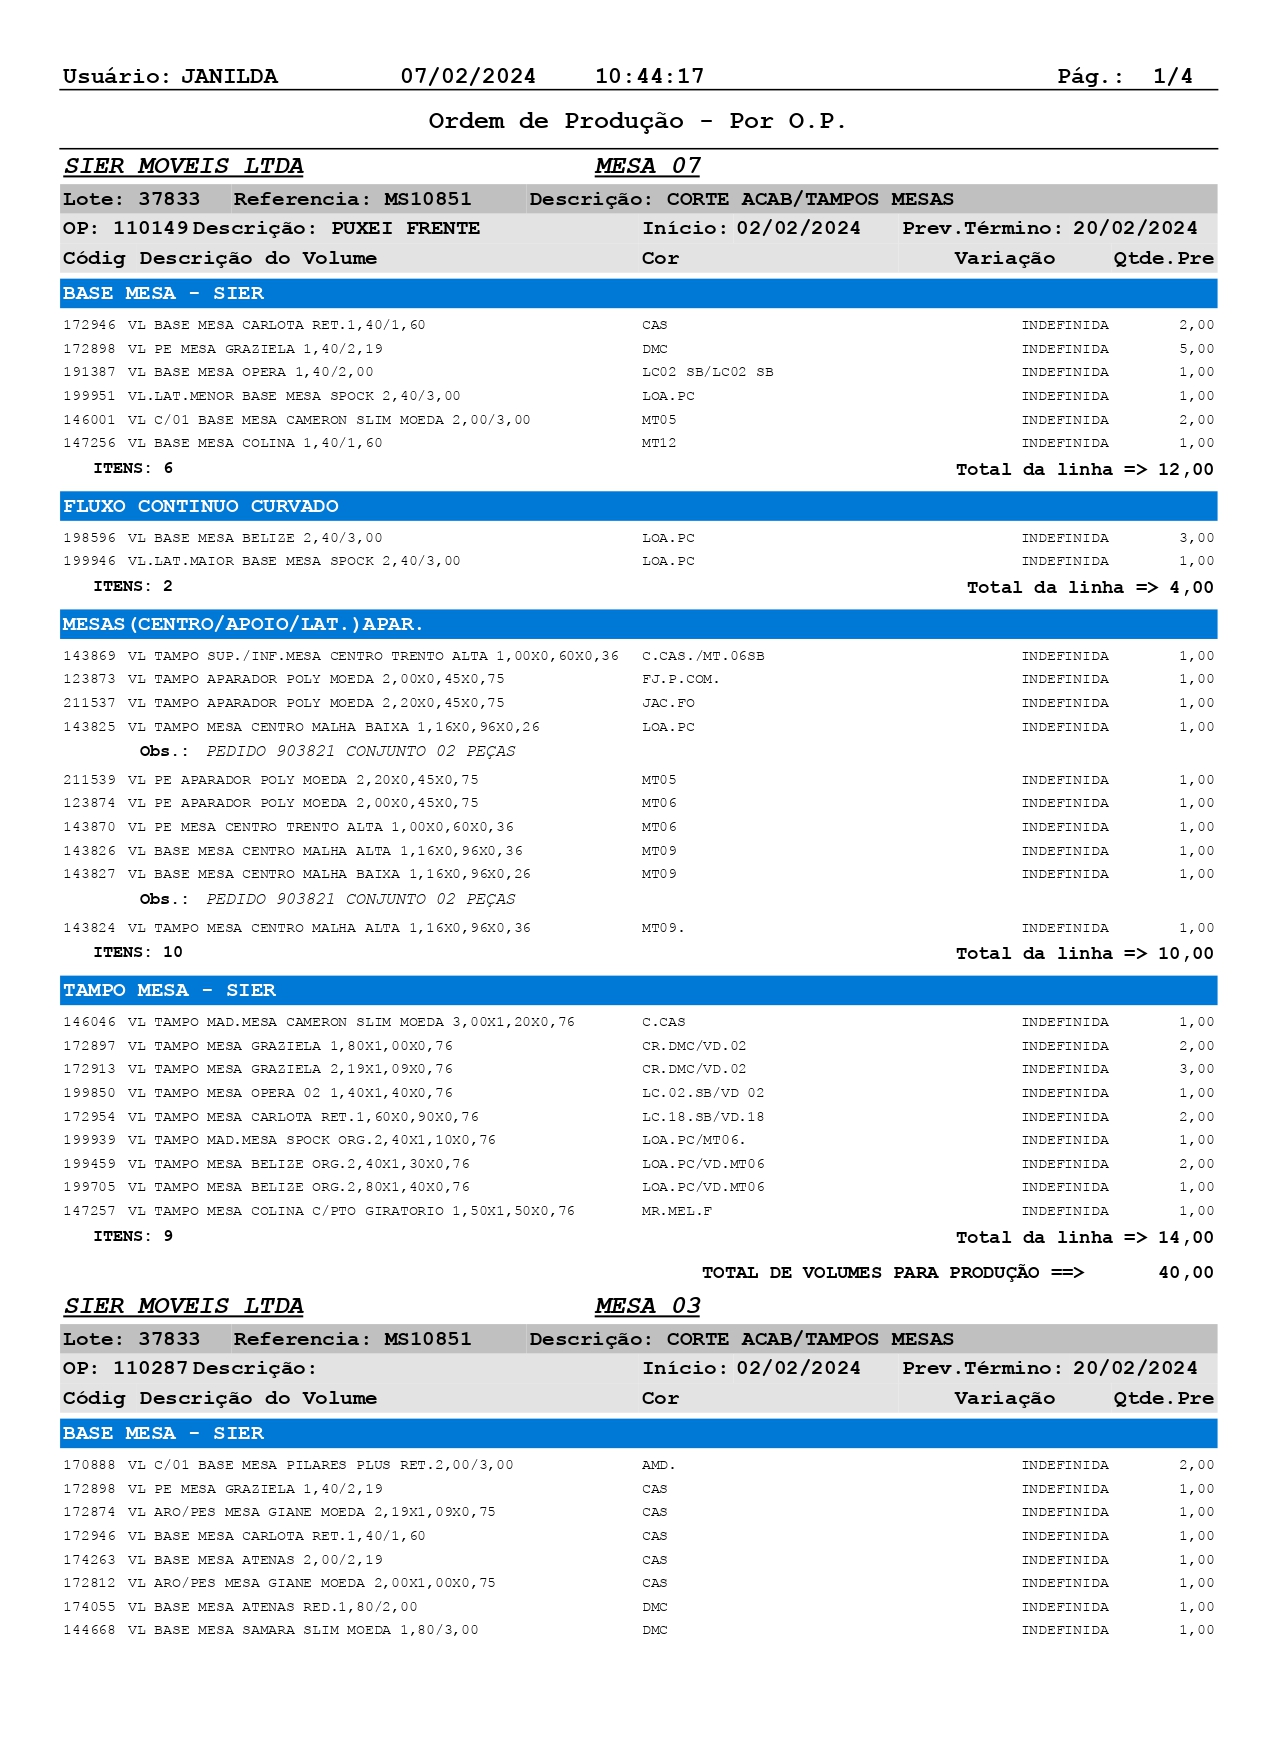 Usuário: JANILDA 07/02/2024 10:44:17 Pág.: 1/4
Ordem de Produção - Por O.P.
SIER MOVEIS LTDA MESA 07
Lote: 37833 Referencia: MS10851 Descrição: CORTE ACAB/TAMPOS MESAS
OP: 110149 Descrição: PUXEI FRENTE Início: 02/02/2024 Prev.Término: 20/02/2024
Códig Descrição do Volume Cor Variação Qtde.Pre
BASE MESA - SIER
172946 VL BASE MESA CARLOTA RET.1,40/1,60 CAS INDEFINIDA 2,00
172898 VL PE MESA GRAZIELA 1,40/2,19 DMC INDEFINIDA 5,00
191387 VL BASE MESA OPERA 1,40/2,00 LC02 SB/LC02 SB INDEFINIDA 1,00
199951 VL.LAT.MENOR BASE MESA SPOCK 2,40/3,00 LOA.PC INDEFINIDA 1,00
146001 VL C/01 BASE MESA CAMERON SLIM MOEDA 2,00/3,00 MT05 INDEFINIDA 2,00
147256 VL BASE MESA COLINA 1,40/1,60 MT12 INDEFINIDA 1,00
ITENS: 6 Total da linha => 12,00
FLUXO CONTINUO CURVADO
198596 VL BASE MESA BELIZE 2,40/3,00 LOA.PC INDEFINIDA 3,00
199946 VL.LAT.MAIOR BASE MESA SPOCK 2,40/3,00 LOA.PC INDEFINIDA 1,00
ITENS: 2 Total da linha => 4,00
MESAS(CENTRO/APOIO/LAT.)APAR.
143869 VL TAMPO SUP./INF.MESA CENTRO TRENTO ALTA 1,00X0,60X0,36 C.CAS./MT.06SB INDEFINIDA 1,00
123873 VL TAMPO APARADOR POLY MOEDA 2,00X0,45X0,75 FJ.P.COM. INDEFINIDA 1,00
211537 VL TAMPO APARADOR POLY MOEDA 2,20X0,45X0,75 JAC.FO INDEFINIDA 1,00
143825 VL TAMPO MESA CENTRO MALHA BAIXA 1,16X0,96X0,26 LOA.PC INDEFINIDA 1,00
Obs.: PEDIDO 903821 CONJUNTO 02 PEÇAS
211539 VL PE APARADOR POLY MOEDA 2,20X0,45X0,75 MT05 INDEFINIDA 1,00
123874 VL PE APARADOR POLY MOEDA 2,00X0,45X0,75 MT06 INDEFINIDA 1,00
143870 VL PE MESA CENTRO TRENTO ALTA 1,00X0,60X0,36 MT06 INDEFINIDA 1,00
143826 VL BASE MESA CENTRO MALHA ALTA 1,16X0,96X0,36 MT09 INDEFINIDA 1,00
143827 VL BASE MESA CENTRO MALHA BAIXA 1,16X0,96X0,26 MT09 INDEFINIDA 1,00
Obs.: PEDIDO 903821 CONJUNTO 02 PEÇAS
143824 VL TAMPO MESA CENTRO MALHA ALTA 1,16X0,96X0,36 MT09. INDEFINIDA 1,00
ITENS: 10 Total da linha => 10,00
TAMPO MESA - SIER
146046 VL TAMPO MAD.MESA CAMERON SLIM MOEDA 3,00X1,20X0,76 C.CAS INDEFINIDA 1,00
172897 VL TAMPO MESA GRAZIELA 1,80X1,00X0,76 CR.DMC/VD.02 INDEFINIDA 2,00
172913 VL TAMPO MESA GRAZIELA 2,19X1,09X0,76 CR.DMC/VD.02 INDEFINIDA 3,00
199850 VL TAMPO MESA OPERA 02 1,40X1,40X0,76 LC.02.SB/VD 02 INDEFINIDA 1,00
172954 VL TAMPO MESA CARLOTA RET.1,60X0,90X0,76 LC.18.SB/VD.18 INDEFINIDA 2,00
199939 VL TAMPO MAD.MESA SPOCK ORG.2,40X1,10X0,76 LOA.PC/MT06. INDEFINIDA 1,00
199459 VL TAMPO MESA BELIZE ORG.2,40X1,30X0,76 LOA.PC/VD.MT06 INDEFINIDA 2,00
199705 VL TAMPO MESA BELIZE ORG.2,80X1,40X0,76 LOA.PC/VD.MT06 INDEFINIDA 1,00
147257 VL TAMPO MESA COLINA C/PTO GIRATORIO 1,50X1,50X0,76 MR.MEL.F INDEFINIDA 1,00
ITENS: 9 Total da linha => 14,00
TOTAL DE VOLUMES PARA PRODUÇÃO ==> 40,00
SIER MOVEIS LTDA MESA 03
Lote: 37833 Referencia: MS10851 Descrição: CORTE ACAB/TAMPOS MESAS
OP: 110287 Descrição: Início: 02/02/2024 Prev.Término: 20/02/2024
Códig Descrição do Volume Cor Variação Qtde.Pre
BASE MESA - SIER
170888 VL C/01 BASE MESA PILARES PLUS RET.2,00/3,00 AMD. INDEFINIDA 2,00
172898 VL PE MESA GRAZIELA 1,40/2,19 CAS INDEFINIDA 1,00
172874 VL ARO/PES MESA GIANE MOEDA 2,19X1,09X0,75 CAS INDEFINIDA 1,00
172946 VL BASE MESA CARLOTA RET.1,40/1,60 CAS INDEFINIDA 1,00
174263 VL BASE MESA ATENAS 2,00/2,19 CAS INDEFINIDA 1,00
172812 VL ARO/PES MESA GIANE MOEDA 2,00X1,00X0,75 CAS INDEFINIDA 1,00
174055 VL BASE MESA ATENAS RED.1,80/2,00 DMC INDEFINIDA 1,00
144668 VL BASE MESA SAMARA SLIM MOEDA 1,80/3,00 DMC INDEFINIDA 1,00